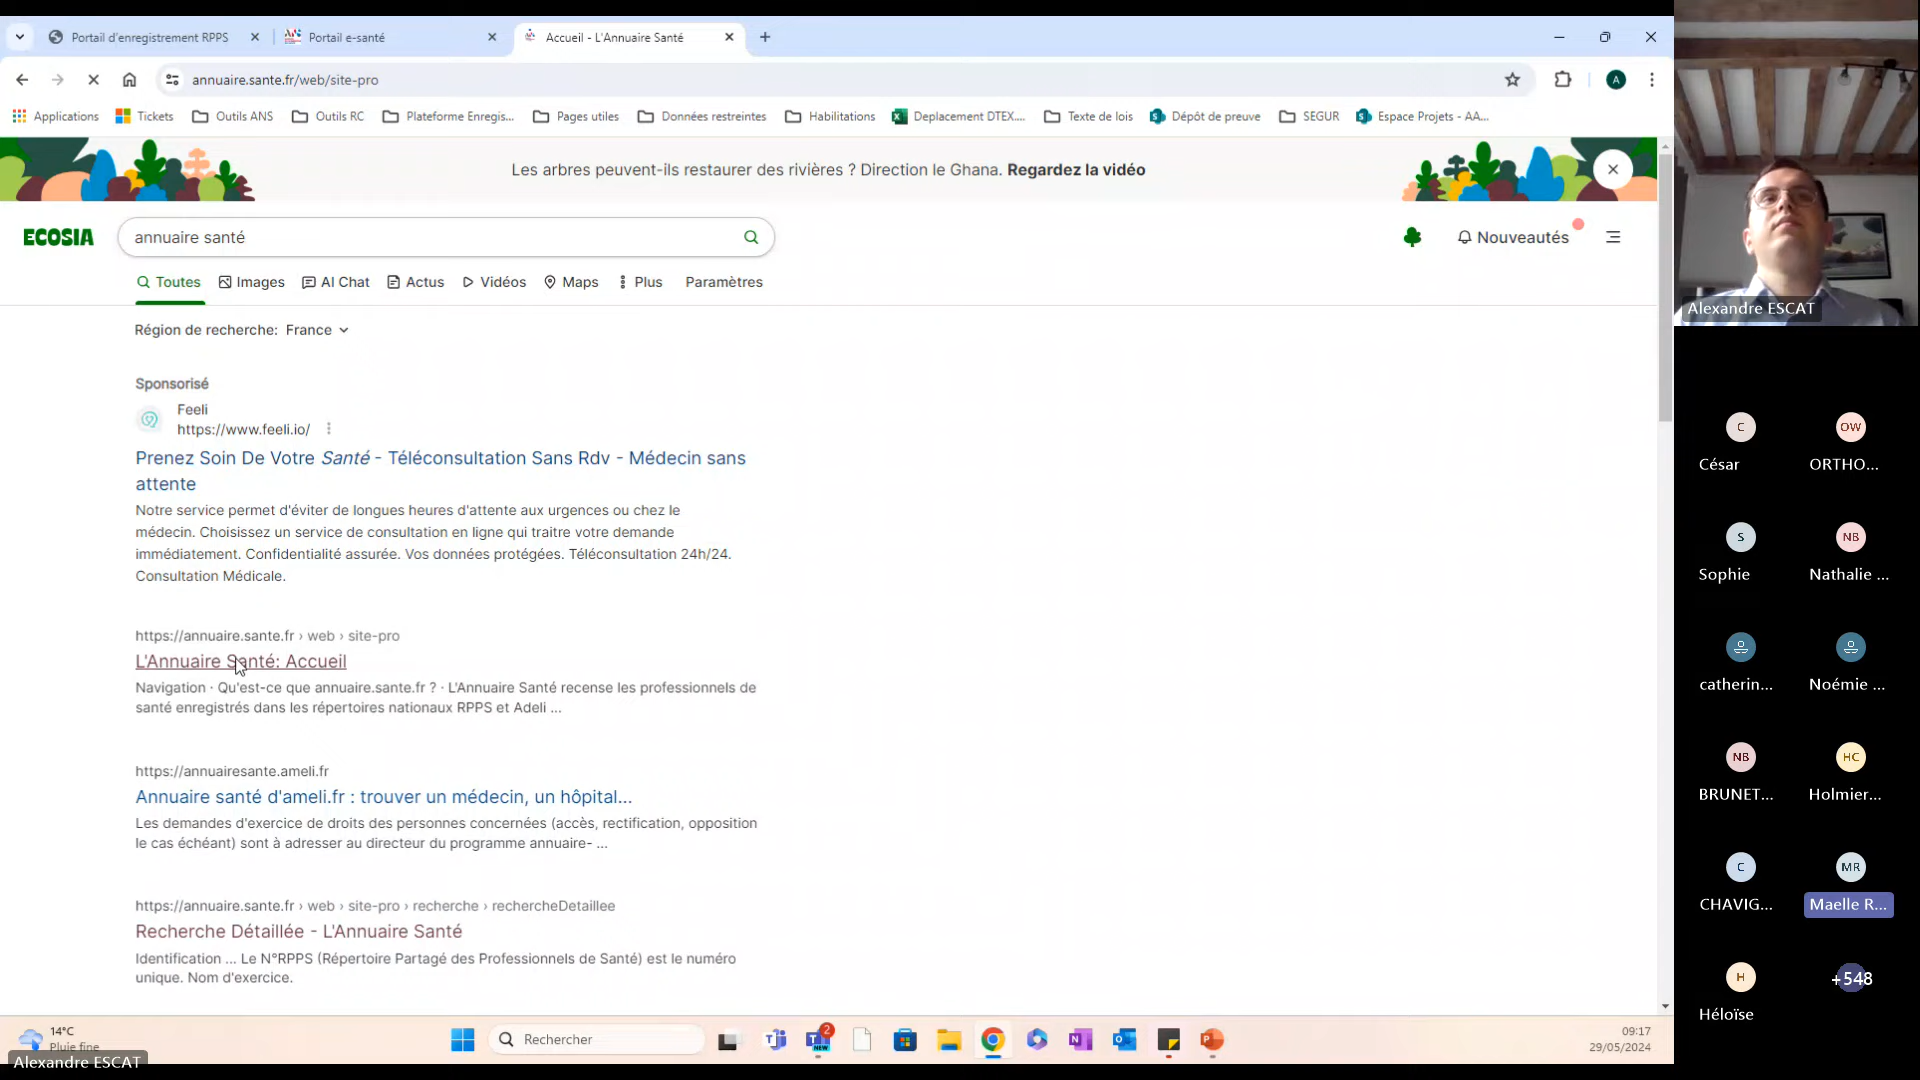 Portail d'enregistrement RPPS
Portail e-santé
Accueil - L'Annuaire Santé
annuaire.sante.fr/web/site-pro
A
Applications
Tickets
Outils ANS
Outils RC
Plateforme Enregis...
Pages utiles
Données restreintes
Habilitations
Deplacement DTEX....
Texte de lois
Dépôt de preuve
SEGUR
Espace Projets - AA...
Les arbres peuvent-ils restaurer des rivières ? Direction le Ghana. Regardez la vidéo
ECOSIA
annuaire santé
Nouveautés
Toutes
Images
AI Chat
Actus
Vidéos
Maps
Plus
Paramètres
Région de recherche: France
Sponsorisé
Feeli
https://www.feeli.io/
Prenez Soin De Votre Santé - Téléconsultation Sans Rdv - Médecin sans
attente
Notre service permet d'éviter de longues heures d'attente aux urgences ou chez le
médecin. Choisissez un service de consultation en ligne qui traitre votre demande
immédiatement. Confidentialité assurée. Vos données protégées. Téléconsultation 24h/24.
Consultation Médicale.
https://annuaire.sante.fr › web › site-pro
L'Annuaire Santé: Accueil
Navigation · Qu'est-ce que annuaire.sante.fr ? · L'Annuaire Santé recense les professionnels de
santé enregistrés dans les répertoires nationaux RPPS et Adeli ...
https://annuairesante.ameli.fr
Annuaire santé d'ameli.fr : trouver un médecin, un hôpital...
Les demandes d'exercice de droits des personnes concernées (accès, rectification, opposition
le cas échéant) sont à adresser au directeur du programme annuaire- ...
https://annuaire.sante.fr › web › site-pro › recherche › rechercheDetaillee
Recherche Détaillée - L'Annuaire Santé
Identification ... Le N°RPPS (Répertoire Partagé des Professionnels de Santé) est le numéro
unique. Nom d'exercice.
14°C
Pluie fine
Rechercher
2
NEW
09:17
29/05/2024
Alexandre ESCAT
Alexandre ESCAT
C
César
OW
ORTHO...
S
Sophie
NB
Nathalie ...
catherin...
Noémie ...
NB
BRUNET...
HC
Holmier...
C
CHAVIG...
MR
Maelle R...
H
Héloïse
+548